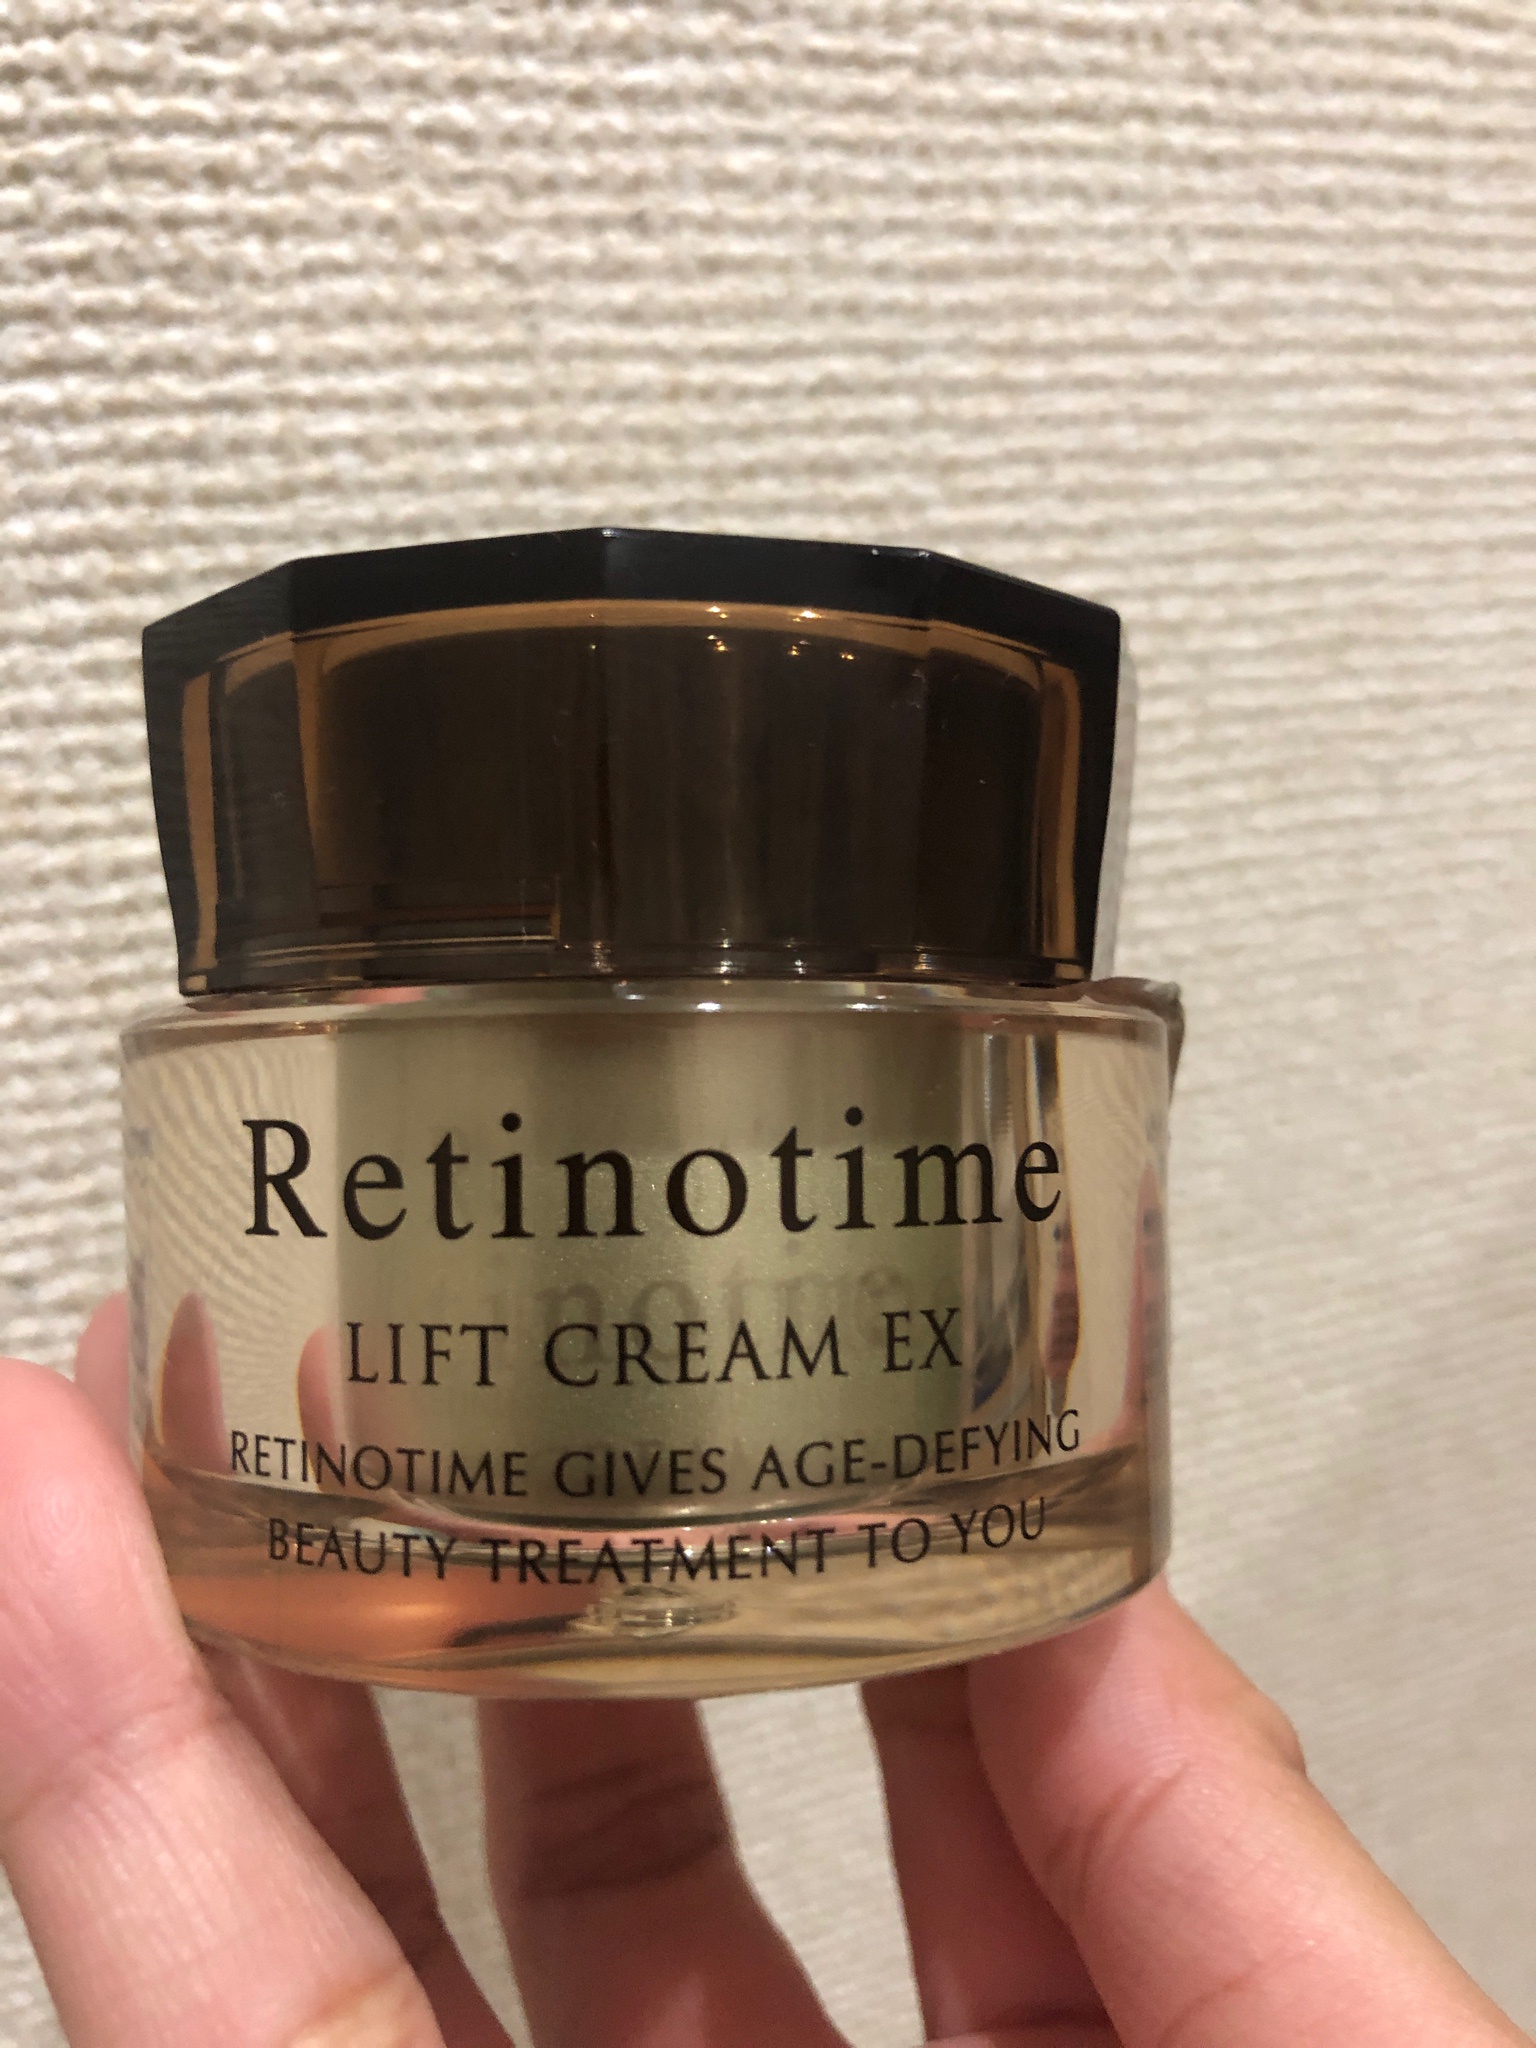 Retinotime
LIFT CREAM EX
RETINOTIME GIVES AGE-DEFYING
BEAUTY TREATMENT TO YOU